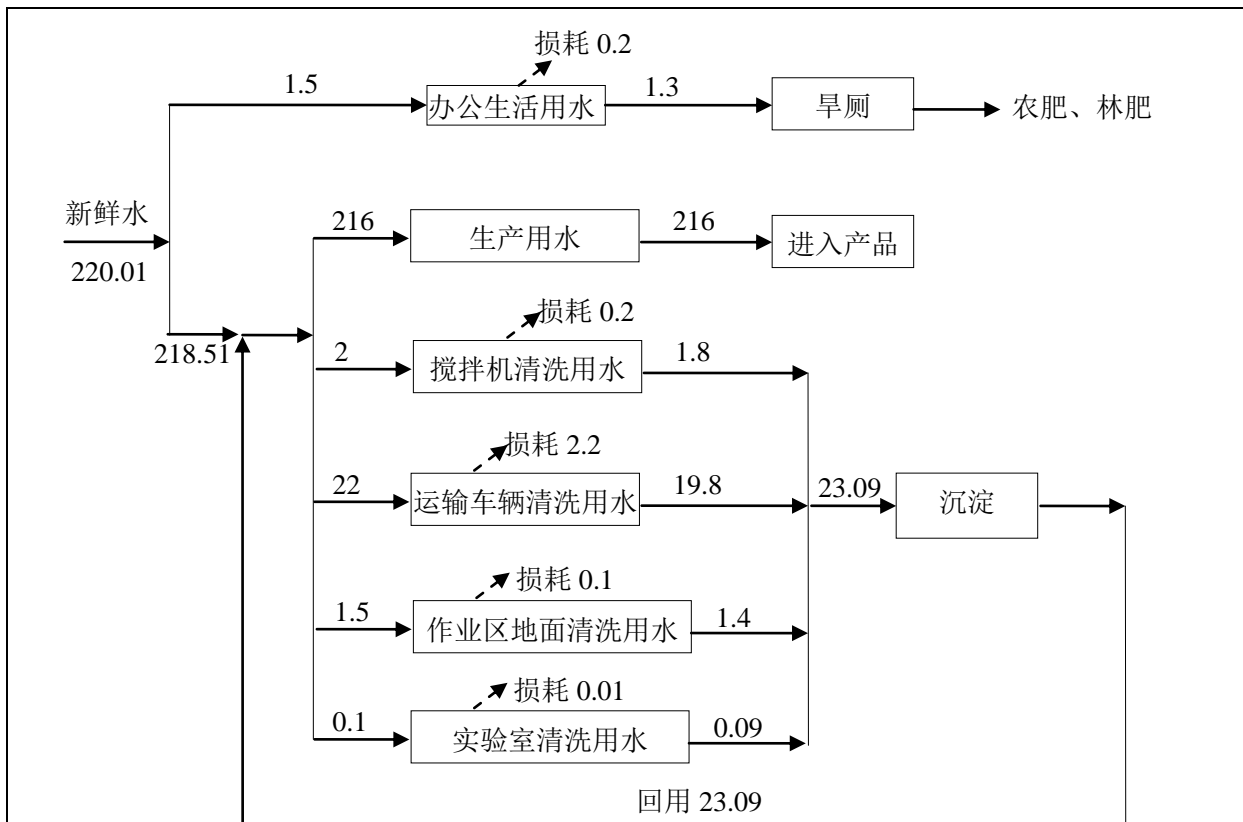 损耗 0.2
1.5
办公生活用水
1.3
旱厕
农肥、林肥
新鲜水
220.01
216
生产用水
216
进入产品
218.51
损耗 0.2
2
搅拌机清洗用水
1.8
损耗 2.2
22
运输车辆清洗用水
19.8
23.09
沉淀
损耗 0.1
1.5
作业区地面清洗用水
1.4
损耗 0.01
0.1
实验室清洗用水
0.09
回用 23.09